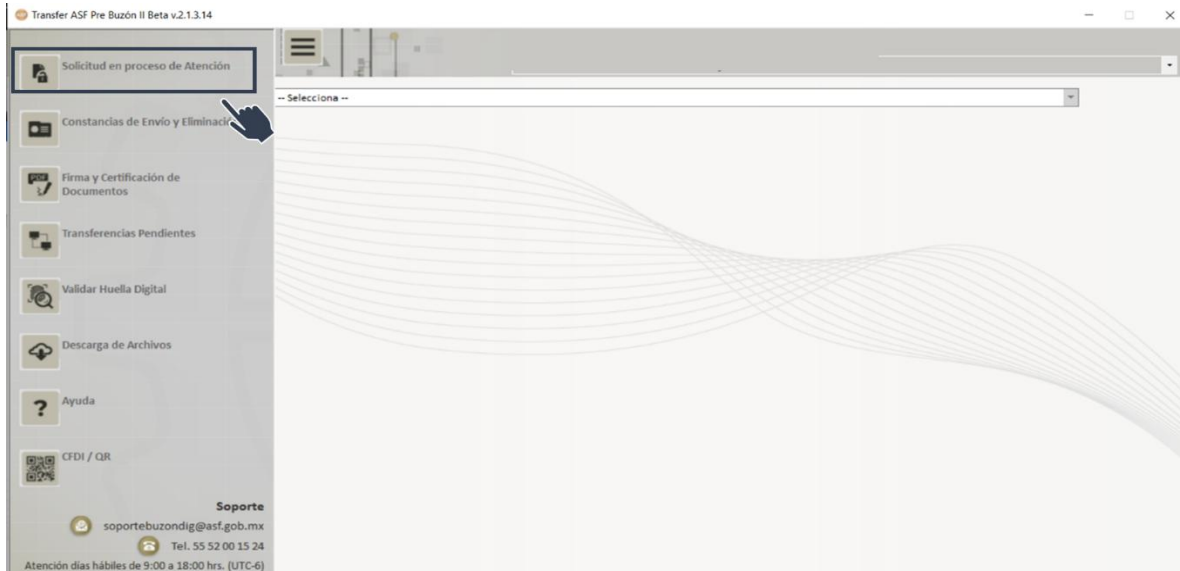 Transfer ASF Pre Buzón II Beta v.2.1.3.14
Solicitud en proceso de Atención
-- Selecciona --
Constancias de Envío y Eliminació
PDF
Firma y Certificación de
Documentos
Transferencias Pendientes
Validar Huella Digital
Descarga de Archivos
? Ayuda
CFDI / QR
Soporte
soportebuzondig@asf.gob.mx
Tel. 55 52 00 15 24
Atención días hábiles de 9:00 a 18:00 hrs. (UTC-6)